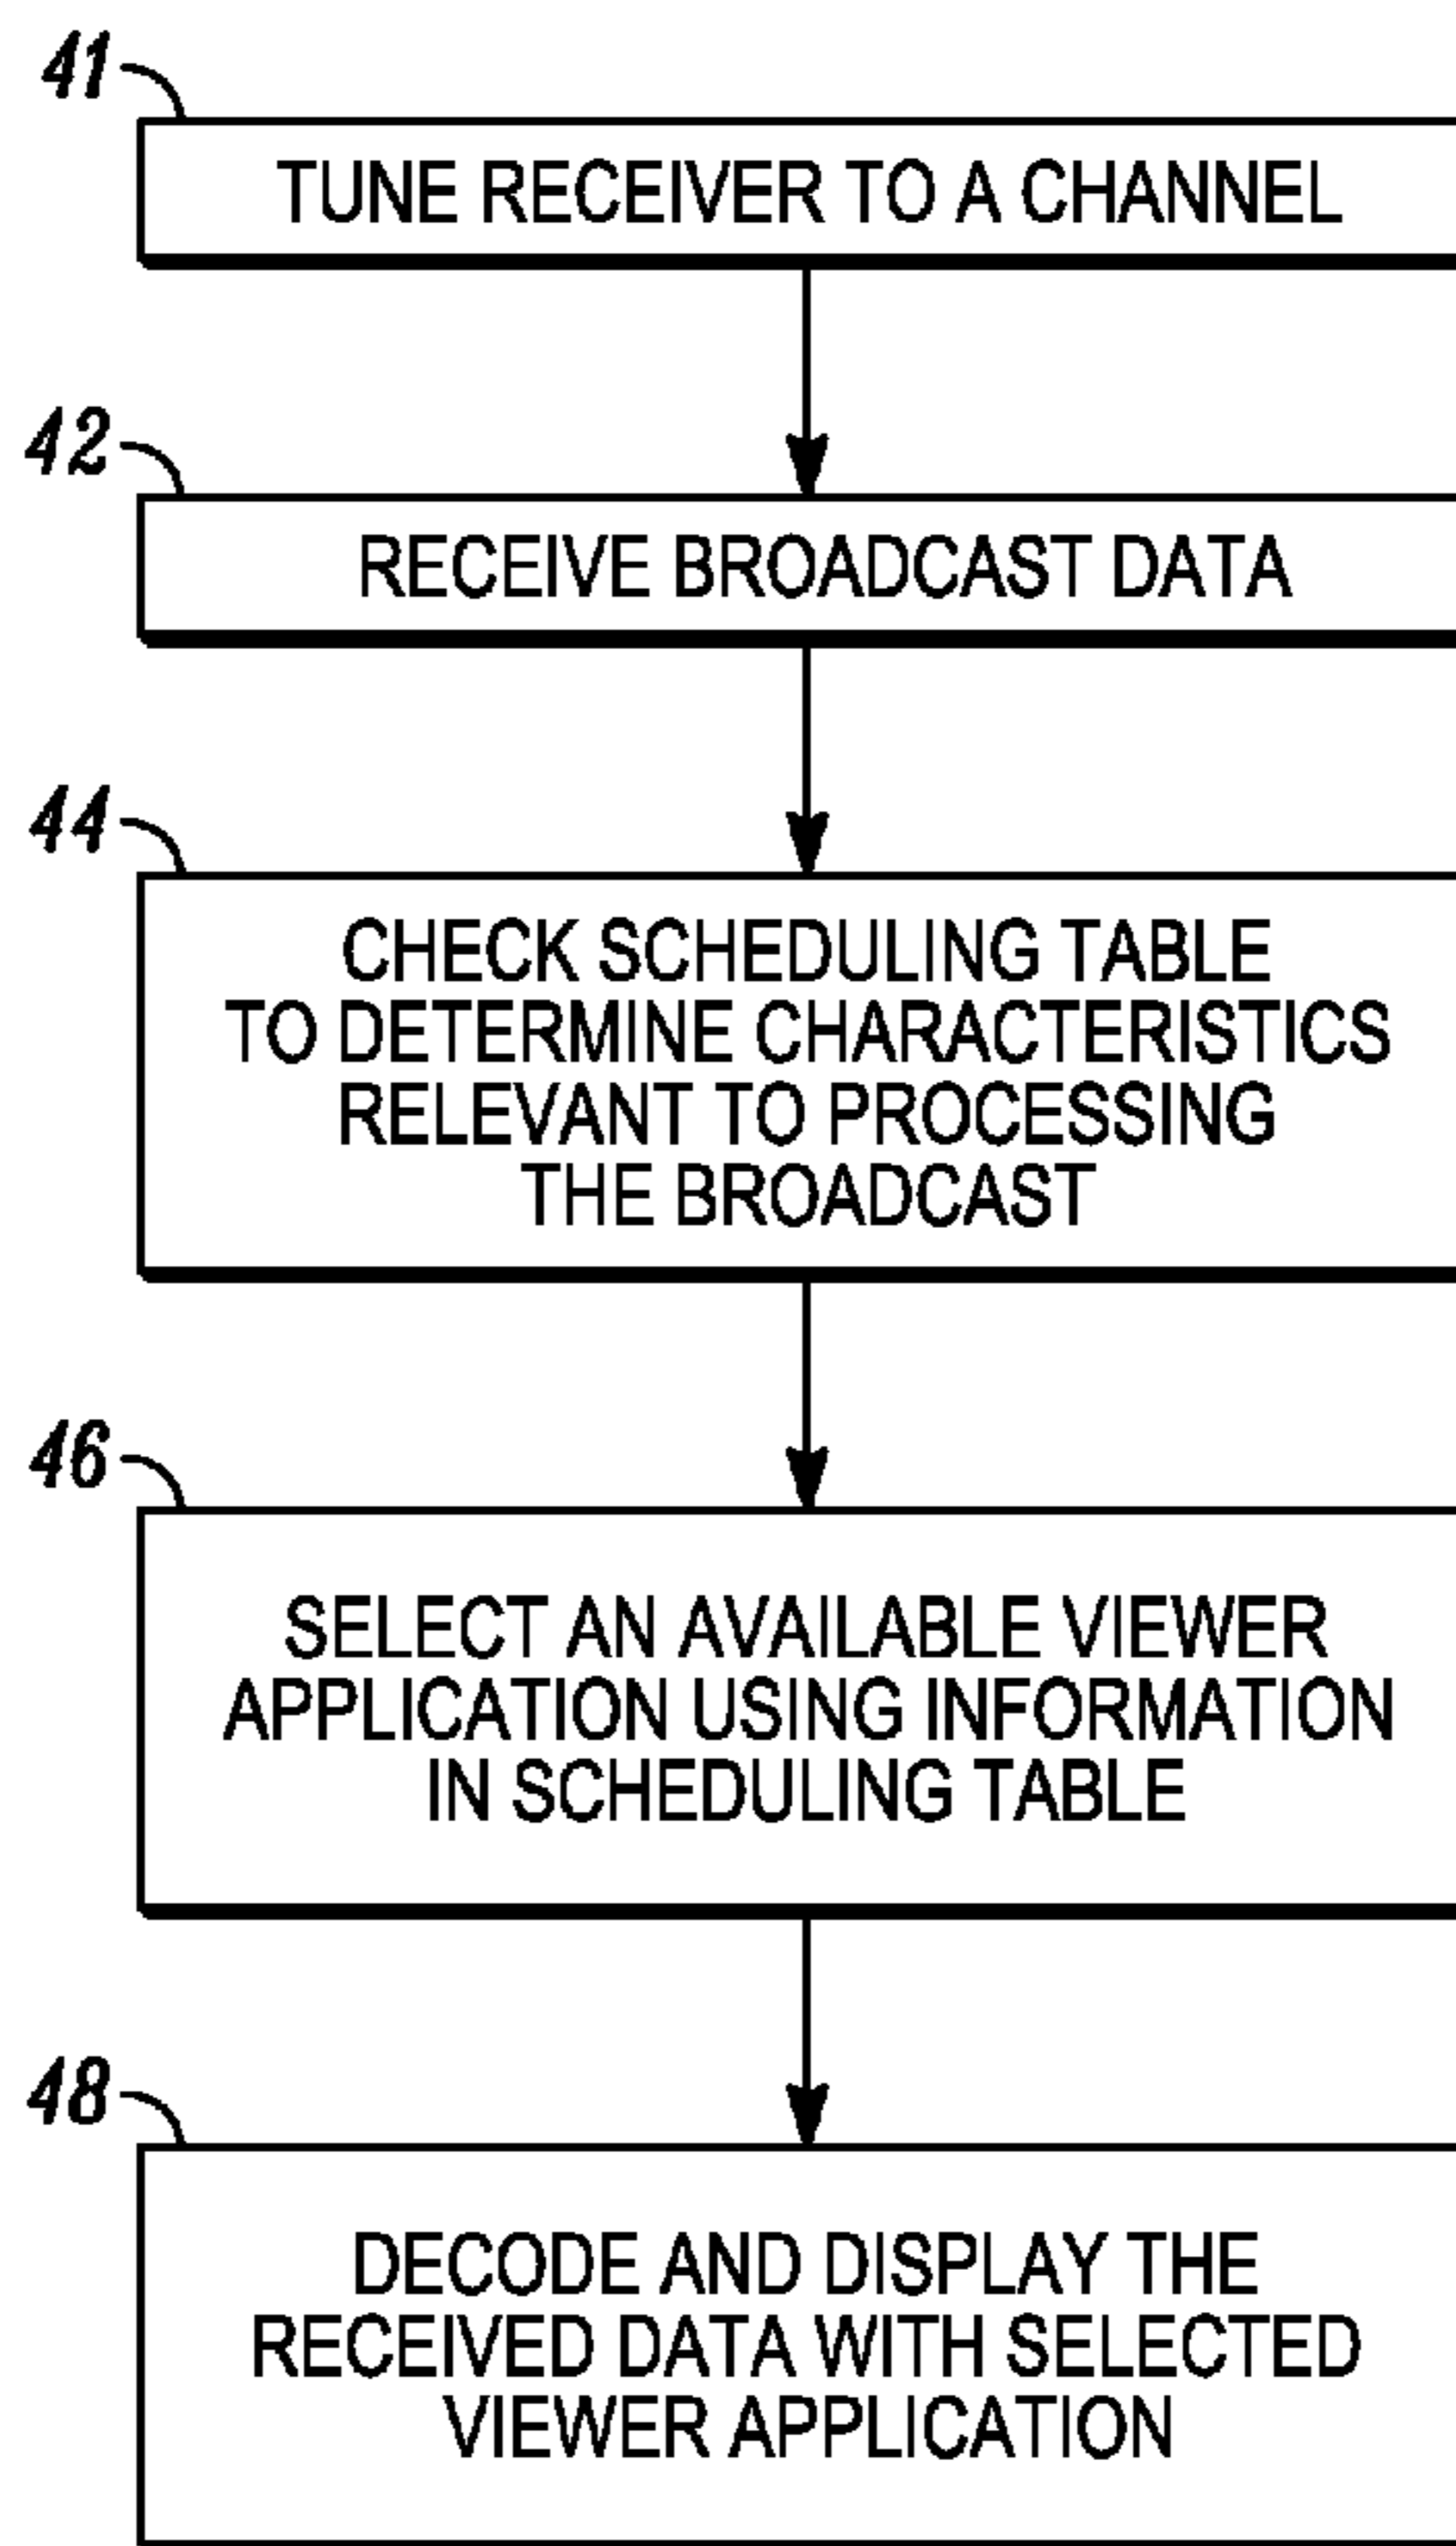 41
TUNE RECEIVER TO A CHANNEL
42
RECEIVE BROADCAST DATA
44
CHECK SCHEDULING TABLE
TO DETERMINE CHARACTERISTICS
RELEVANT TO PROCESSING
THE BROADCAST
46
SELECT AN AVAILABLE VIEWER
APPLICATION USING INFORMATION
IN SCHEDULING TABLE
48
DECODE AND DISPLAY THE
RECEIVED DATA WITH SELECTED
VIEWER APPLICATION